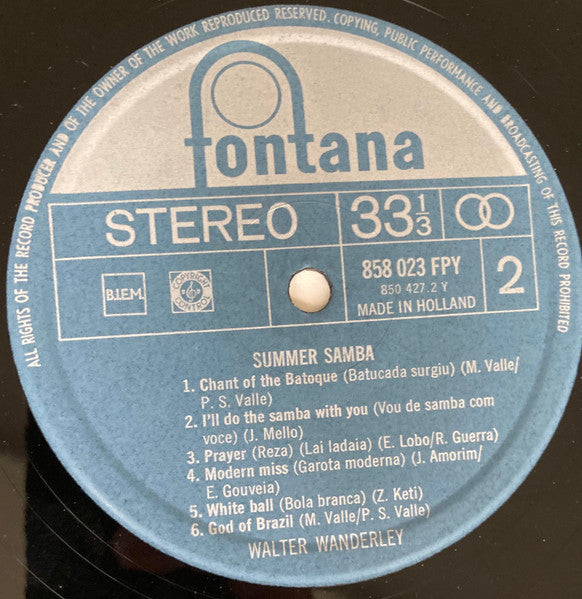 ALL RIGHTS OF THE RECORD PRODUCER AND OF THE OWNER OF THE WORK REPRODUCED RESERVED. COPYING, PUBLIC PERFORMANCE AND BROADCASTING OF THIS RECORD PROHIBITED
fontana
STEREO 33 1/3
858 023 FPY
B.I.E.M. COPYRIGHT CONTROL 850 427.2 Y 2
MADE IN HOLLAND
SUMMER SAMBA
1. Chant of the Batoque (Batucada surgiu) (M. Valle/
P. S. Valle)
2. I'll do the samba with you (Vou de samba com
voce) (J. Mello)
3. Prayer (Reza) (Lai ladaia) (E. Lobo/R. Guerra)
4. Modern miss (Garota moderna) (J. Amorim/
E. Gouveia)
5. White ball (Bola branca) (Z. Keti)
6. God of Brazil (M. Valle/P. S. Valle)
WALTER WANDERLEY